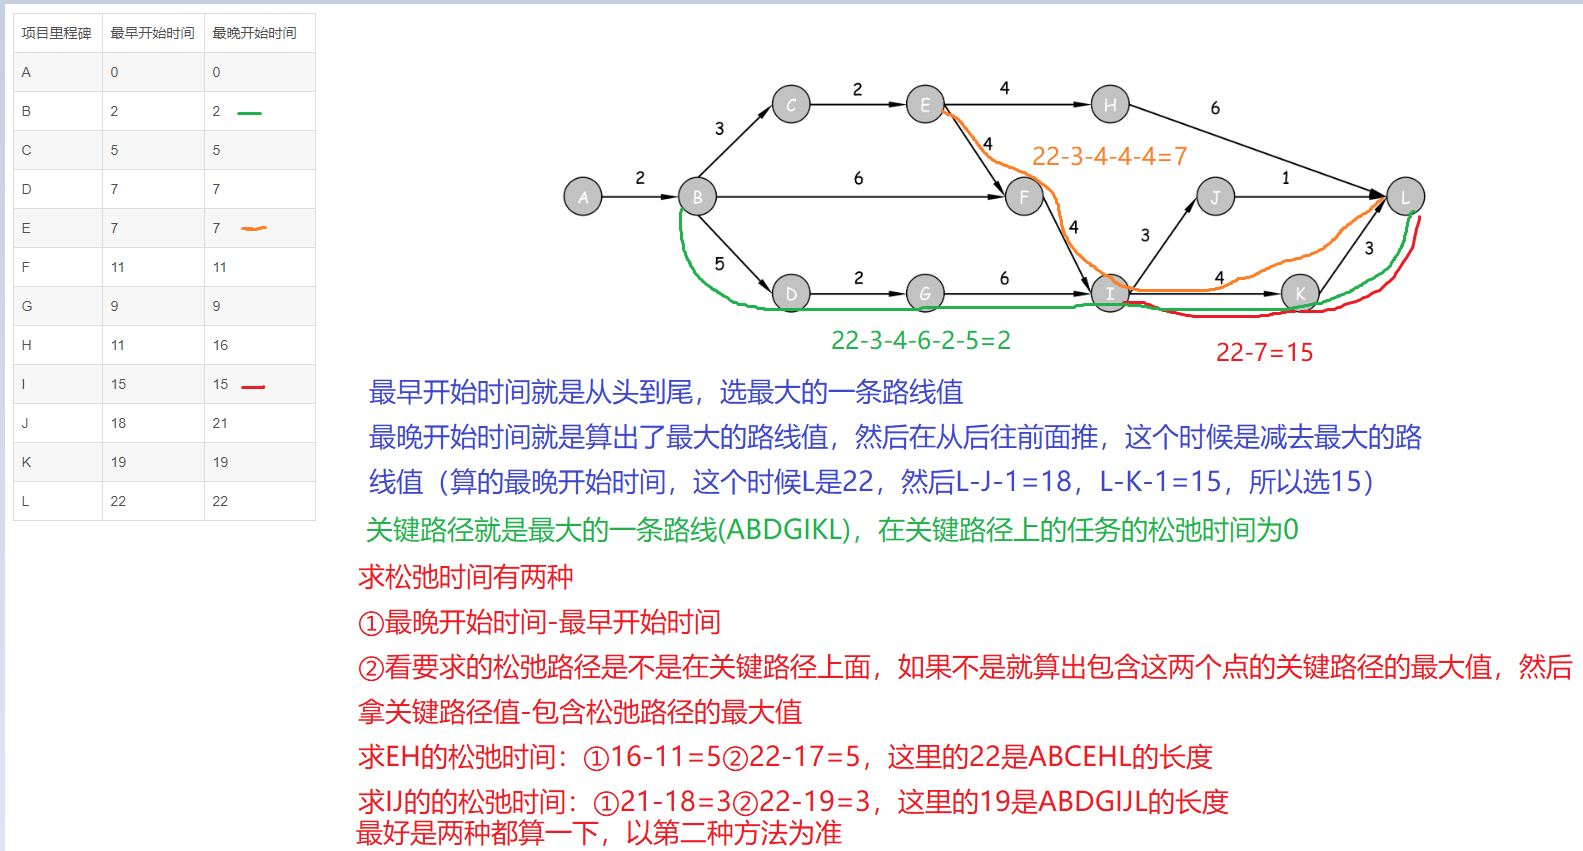 项目里程碑 最早开始时间 最晚开始时间
A 0 0
B 2 2
C 5 5
D 7 7
E 7 7
F 11 11
G 9 9
H 11 16
I 15 15
J 18 21
K 19 19
L 22 22
2 4 6
C E H
3 4 22-3-4-4-4=7
2 6 1
A B F J L
5 4 3 3
2 6 4
D G I K
22-3-4-6-2-5=2
22-7=15
最早开始时间就是从头到尾，选最大的一条路线值
最晚开始时间就是算出了最大的路线值，然后在从后往前面推，这个时候是减去最大的路
线值（算的最晚开始时间，这个时候L是22，然后L-J-1=18，L-K-1=15，所以选15）
关键路径就是最大的一条路线(ABDGIKL)，在关键路径上的任务的松弛时间为0
求松弛时间有两种
①最晚开始时间-最早开始时间
②看要求的松弛路径是不是在关键路径上面，如果不是就算出包含这两个点的关键路径的最大值，然后
拿关键路径值-包含松弛路径的最大值
求EH的松弛时间：①16-11=5②22-17=5，这里的22是ABCEHL的长度
求IJ的的松弛时间：①21-18=3②22-19=3，这里的19是ABDGIJL的长度
最好是两种都算一下，以第二种方法为准